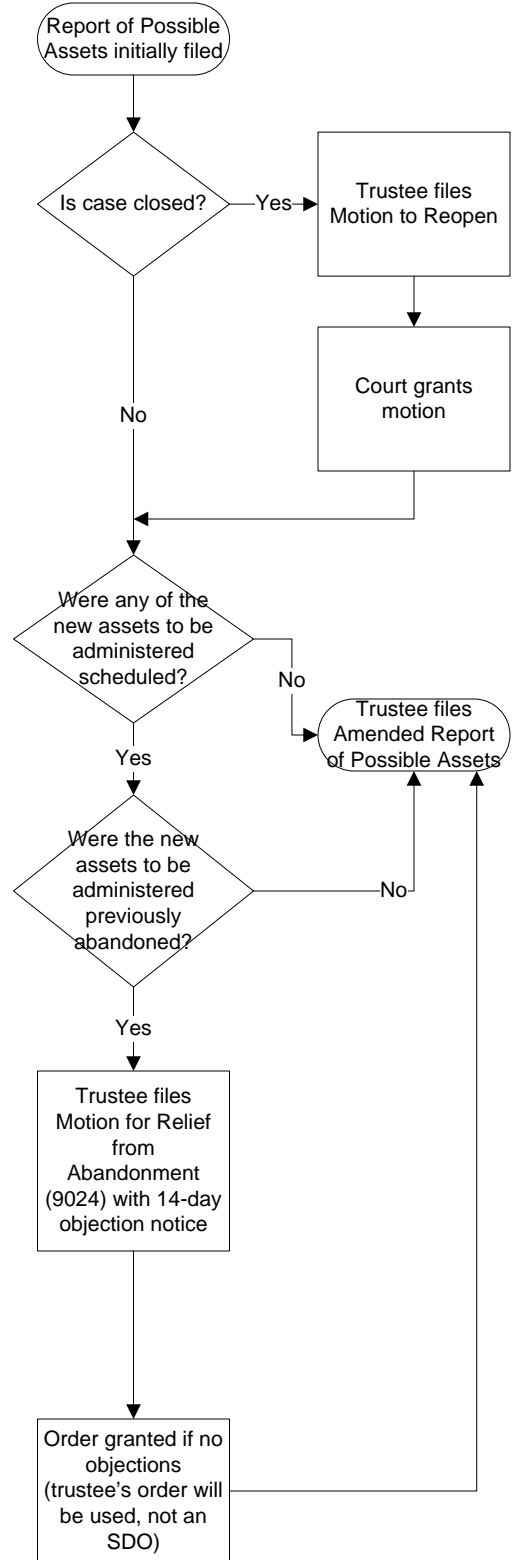 Report of Possible
Assets initially filed
Is case closed?
Yes
Trustee files
Motion to Reopen
Court grants
motion
No
Were any of the
new assets to be
administered
scheduled?
No
Trustee files
Amended Report
of Possible Assets
Yes
Were the new
assets to be
administered
previously
abandoned?
No
Yes
Trustee files
Motion for Relief
from
Abandonment
(9024) with 14-day
objection notice
Order granted if no
objections
(trustee's order will
be used, not an
SDO)